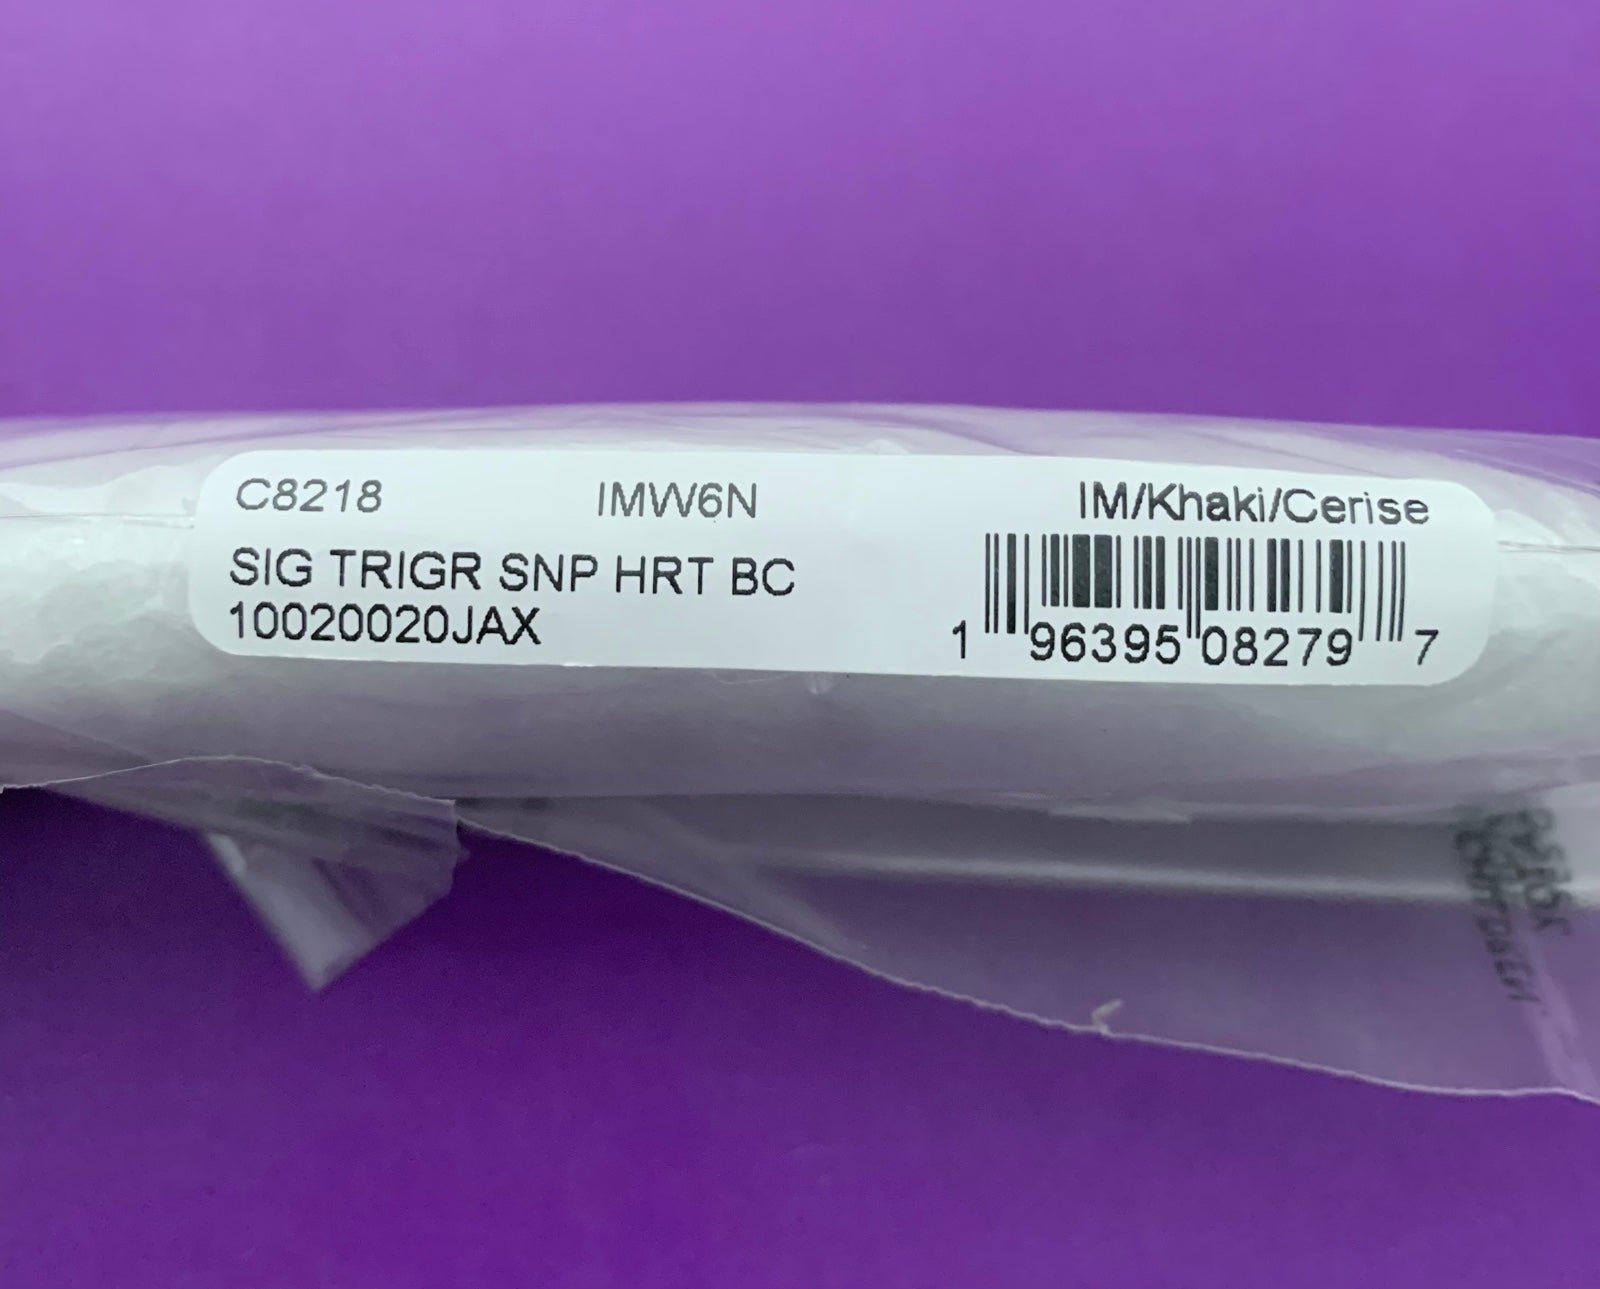 C8218 IMW6N IM/Khaki/Cerise
SIG TRIGR SNP HRT BC
10020020JAX
1 96395 08279 7